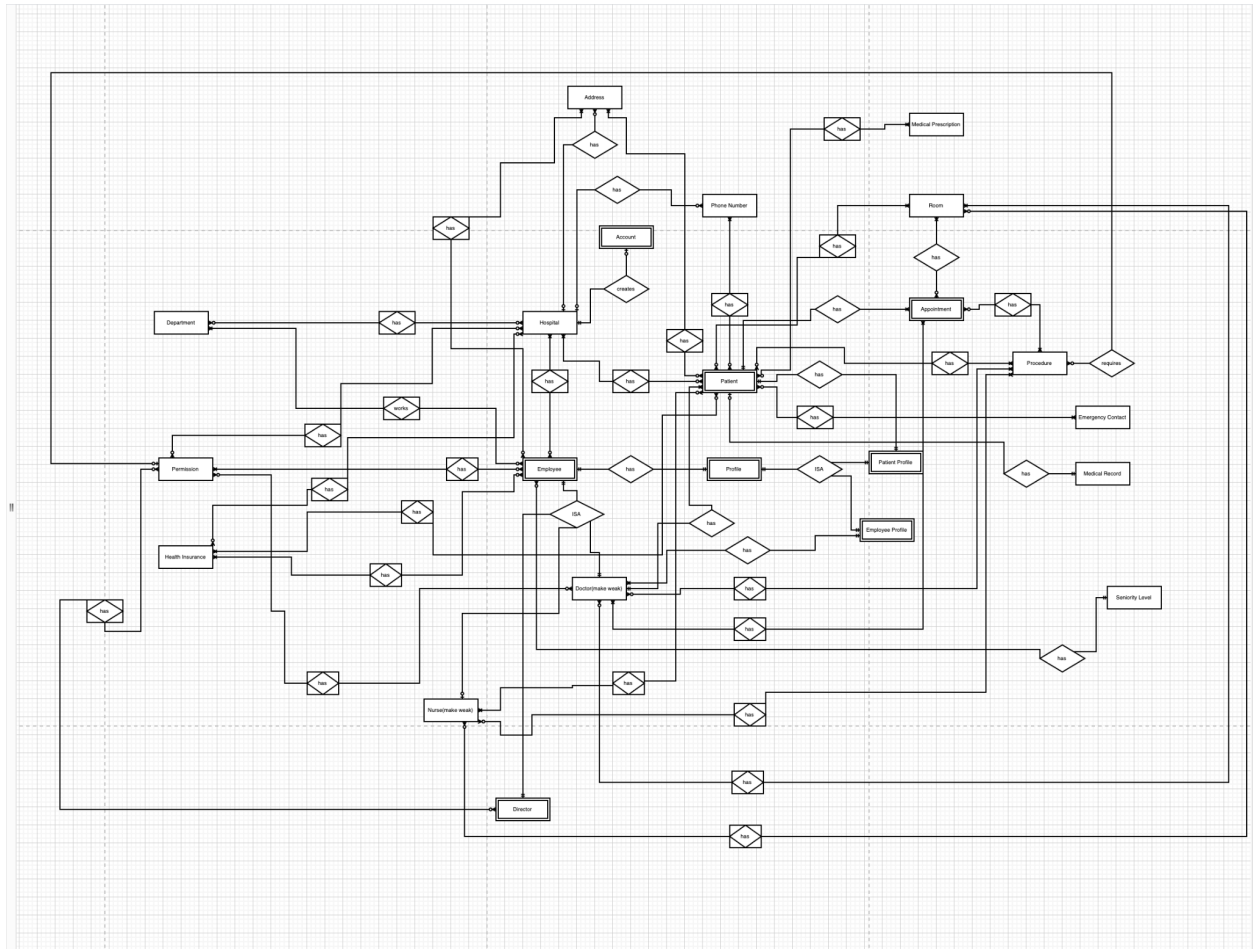 Address
Medical Prescription
has
has
has
Phone Number
Room
has
Account
has
has
creates
has
has
has
Appointment
Department
has
Hospital
has
Procedure
requires
has
has
has
Patient
has
works
has
Emergency Contact
has
Permission
has
Employee
has
Profile
ISA
Patient Profile
has
Medical Record
has
has
ISA
has
Employee Profile
has
Health Insurance
has
Doctor(make weak)
has
Seniority Level
has
has
has
has
has
Nurse(make weak)
has
has
Director
has